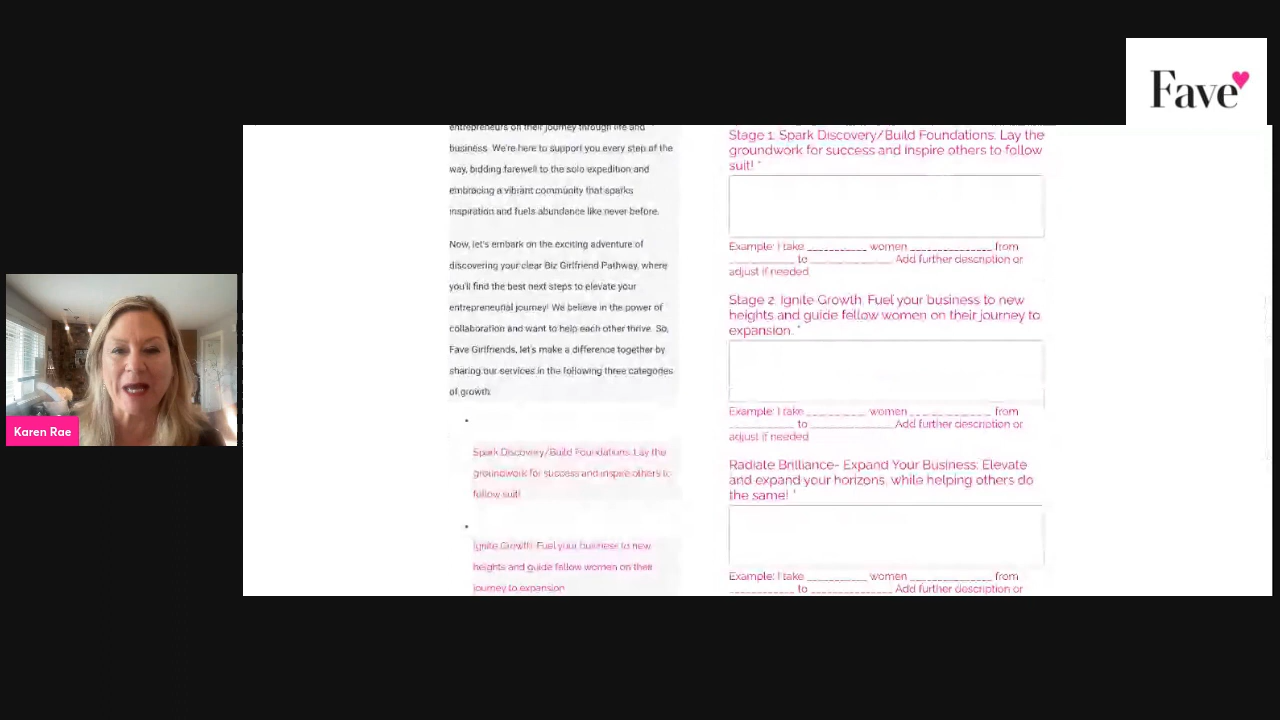 Fave
entrepreneurs on their journey through life and
business. We're here to support you every step of the
way, bidding farewell to the solo expedition and
embracing a vibrant community that sparks
inspiration and fuels abundance like never before.
Now, let's embark on the exciting adventure of
discovering your clear Biz Girlfriend Pathway, where
you'll find the best next steps to elevate your
entrepreneurial journey! We believe in the power of
collaboration and want to help each other thrive. So,
Fave Girlfriends, let's make a difference together by
sharing our services in the following three categories
of growth:
Spark Discovery/Build Foundations: Lay the
groundwork for success and inspire others to
follow suit!
Ignite Growth: Fuel your business to new
heights and guide fellow women on their
journey to expansion
Stage 1. Spark Discovery/Build Foundations: Lay the
groundwork for success and inspire others to follow
suit! *
Example: I take __________ women ______________ from
___________ to ______________. Add further description or
adjust if needed
Stage 2. Ignite Growth: Fuel your business to new
heights and guide fellow women on their journey to
expansion. *
Example: I take __________ women ______________ from
___________ to ______________. Add further description or
adjust if needed
Radiate Brilliance- Expand Your Business: Elevate
and expand your horizons, while helping others do
the same! *
Example: I take __________ women ______________ from
___________ to ______________. Add further description or
Karen Rae